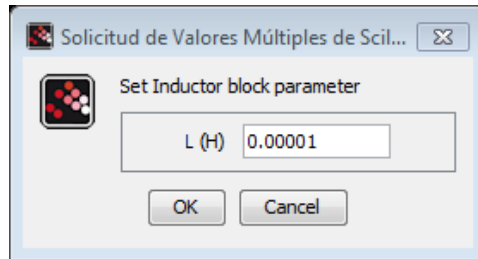 Solicitud de Valores Múltiples de Scil...
Set Inductor block parameter
L (H) 0.00001
OK Cancel